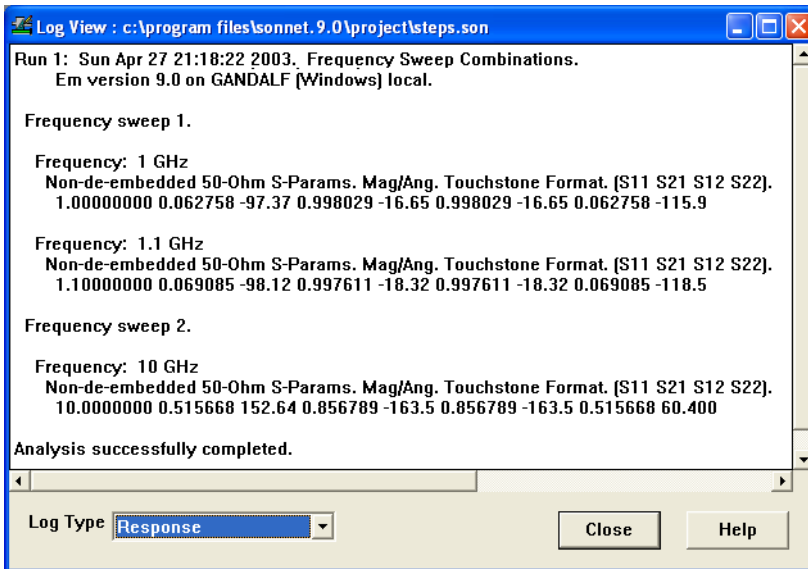 Log View : c:\program files\sonnet.9.0\project\steps.son
Run 1:  Sun Apr 27 21:18:22 2003.  Frequency Sweep Combinations.
Em version 9.0 on GANDALF (Windows) local.
Frequency sweep 1.
Frequency:  1 GHz
Non-de-embedded 50-Ohm S-Params. Mag/Ang. Touchstone Format. (S11 S21 S12 S22).
1.00000000 0.062758 -97.37 0.998029 -16.65 0.998029 -16.65 0.062758 -115.9
Frequency:  1.1 GHz
Non-de-embedded 50-Ohm S-Params. Mag/Ang. Touchstone Format. (S11 S21 S12 S22).
1.10000000 0.069085 -98.12 0.997611 -18.32 0.997611 -18.32 0.069085 -118.5
Frequency sweep 2.
Frequency:  10 GHz
Non-de-embedded 50-Ohm S-Params. Mag/Ang. Touchstone Format. (S11 S21 S12 S22).
10.0000000 0.515668 152.64 0.856789 -163.5 0.856789 -163.5 0.515668 60.400
Analysis successfully completed.
Log Type Response Close Help